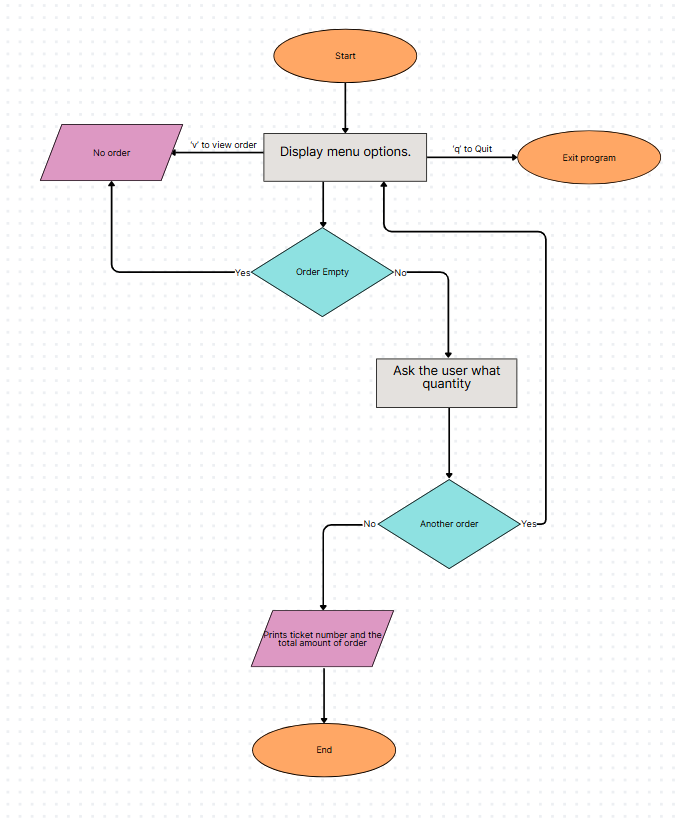 Start
No order
'v' to view order
Display menu options.
'q' to Quit
Exit program
Yes
Order Empty
No
Ask the user what
quantity
No
Another order
Yes
Prints ticket number and the
total amount of order
End